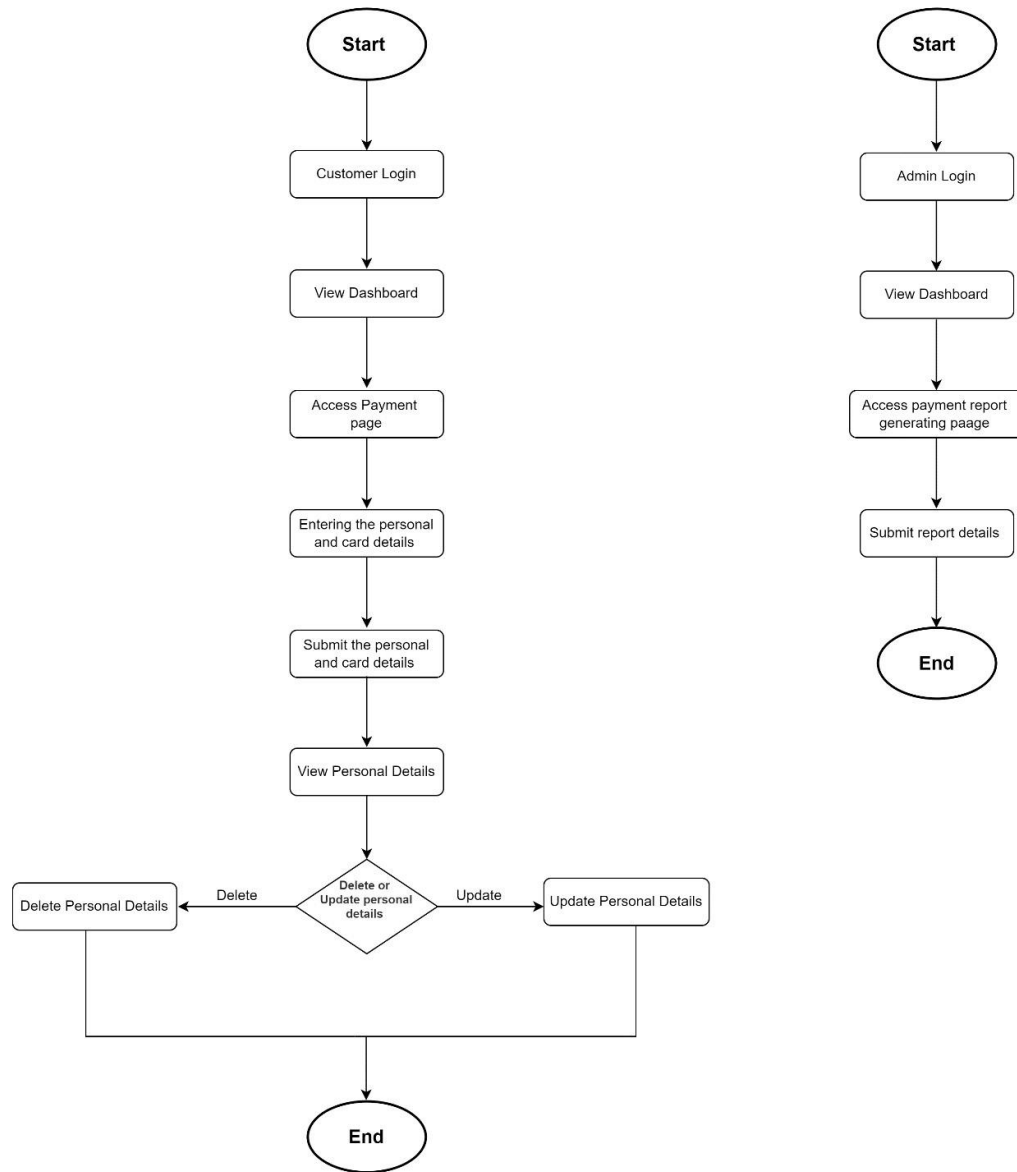 Start
Customer Login
View Dashboard
Access Payment
page
Entering the personal
and card details
Submit the personal
and card details
View Personal Details
Delete or
Update personal
details
Delete
Update
Delete Personal Details
Update Personal Details
End
Start
Admin Login
View Dashboard
Access payment report
generating paage
Submit report details
End